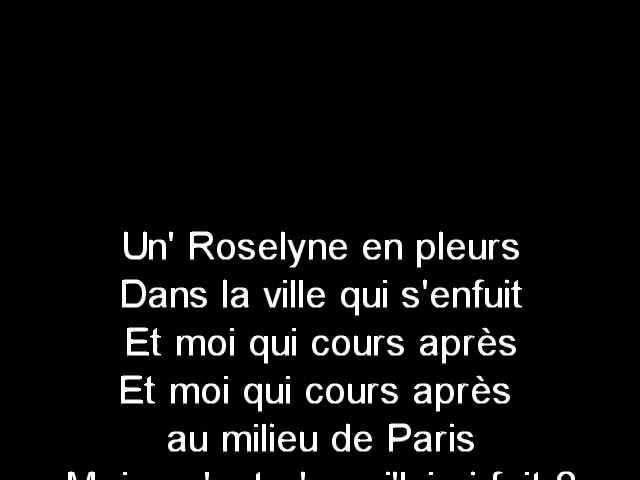 Un' Roselyne en pleurs
Dans la ville qui s'enfuit
Et moi qui cours après
Et moi qui cours après
au milieu de Paris